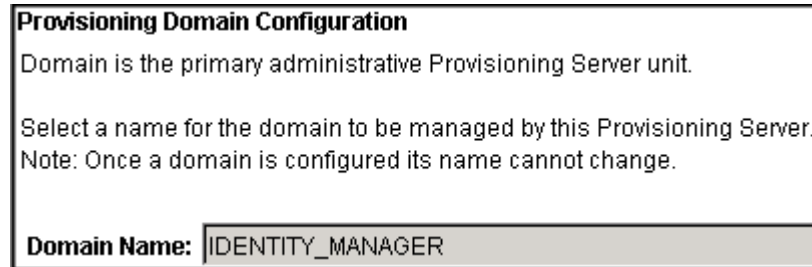 Provisioning Domain Configuration
Domain is the primary administrative Provisioning Server unit.
Select a name for the domain to be managed by this Provisioning Server.
Note: Once a domain is configured its name cannot change.
Domain Name: IDENTITY_MANAGER